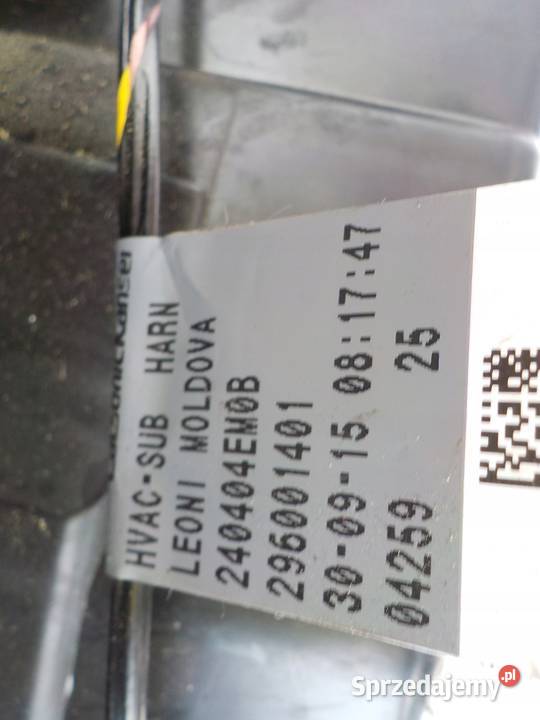 HVAC-SUB HARN
LEONI MOLDOVA
240404EM0B
296001401
30-09-15 08:17:47
04259 25
Sprzedajemy.pl